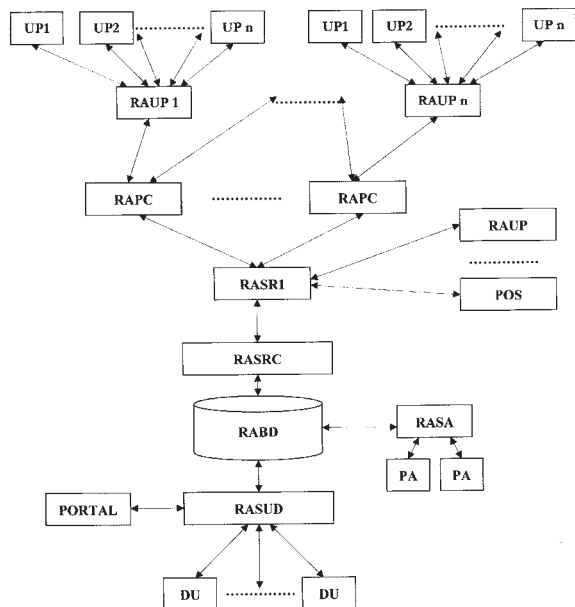 UP1 UP2 UP n UP1 UP2 UP n
RAUP 1 RAUP n
RAPC RAPC
RAUP
RASR1 POS
RASRC
RABD RASA
PA PA
PORTAL RASUD
DU DU